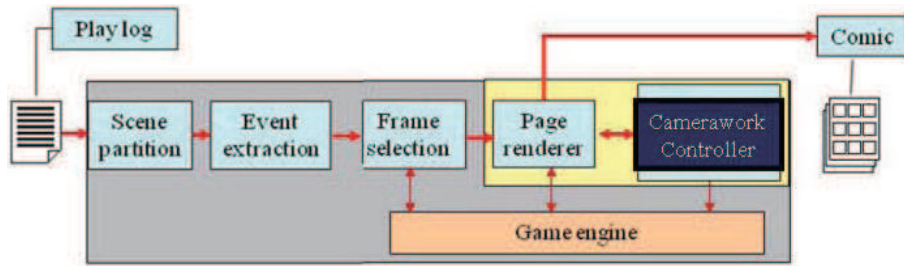 Play log
Comic
Scene
partition
Event
extraction
Frame
selection
Page
renderer
Camerawork
Controller
Game engine